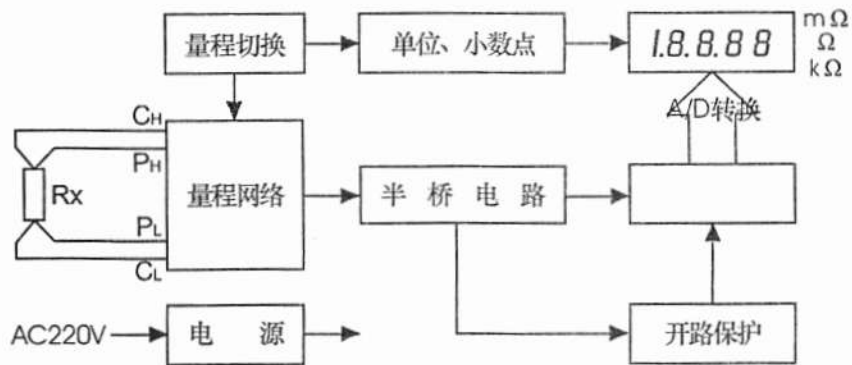 量程切换
单位、小数点
1.8.8.8.8
mΩ
Ω
kΩ
A/D转换
CH
PH
Rx
PL
CL
量程网络
半桥电路
AC220V
电源
开路保护